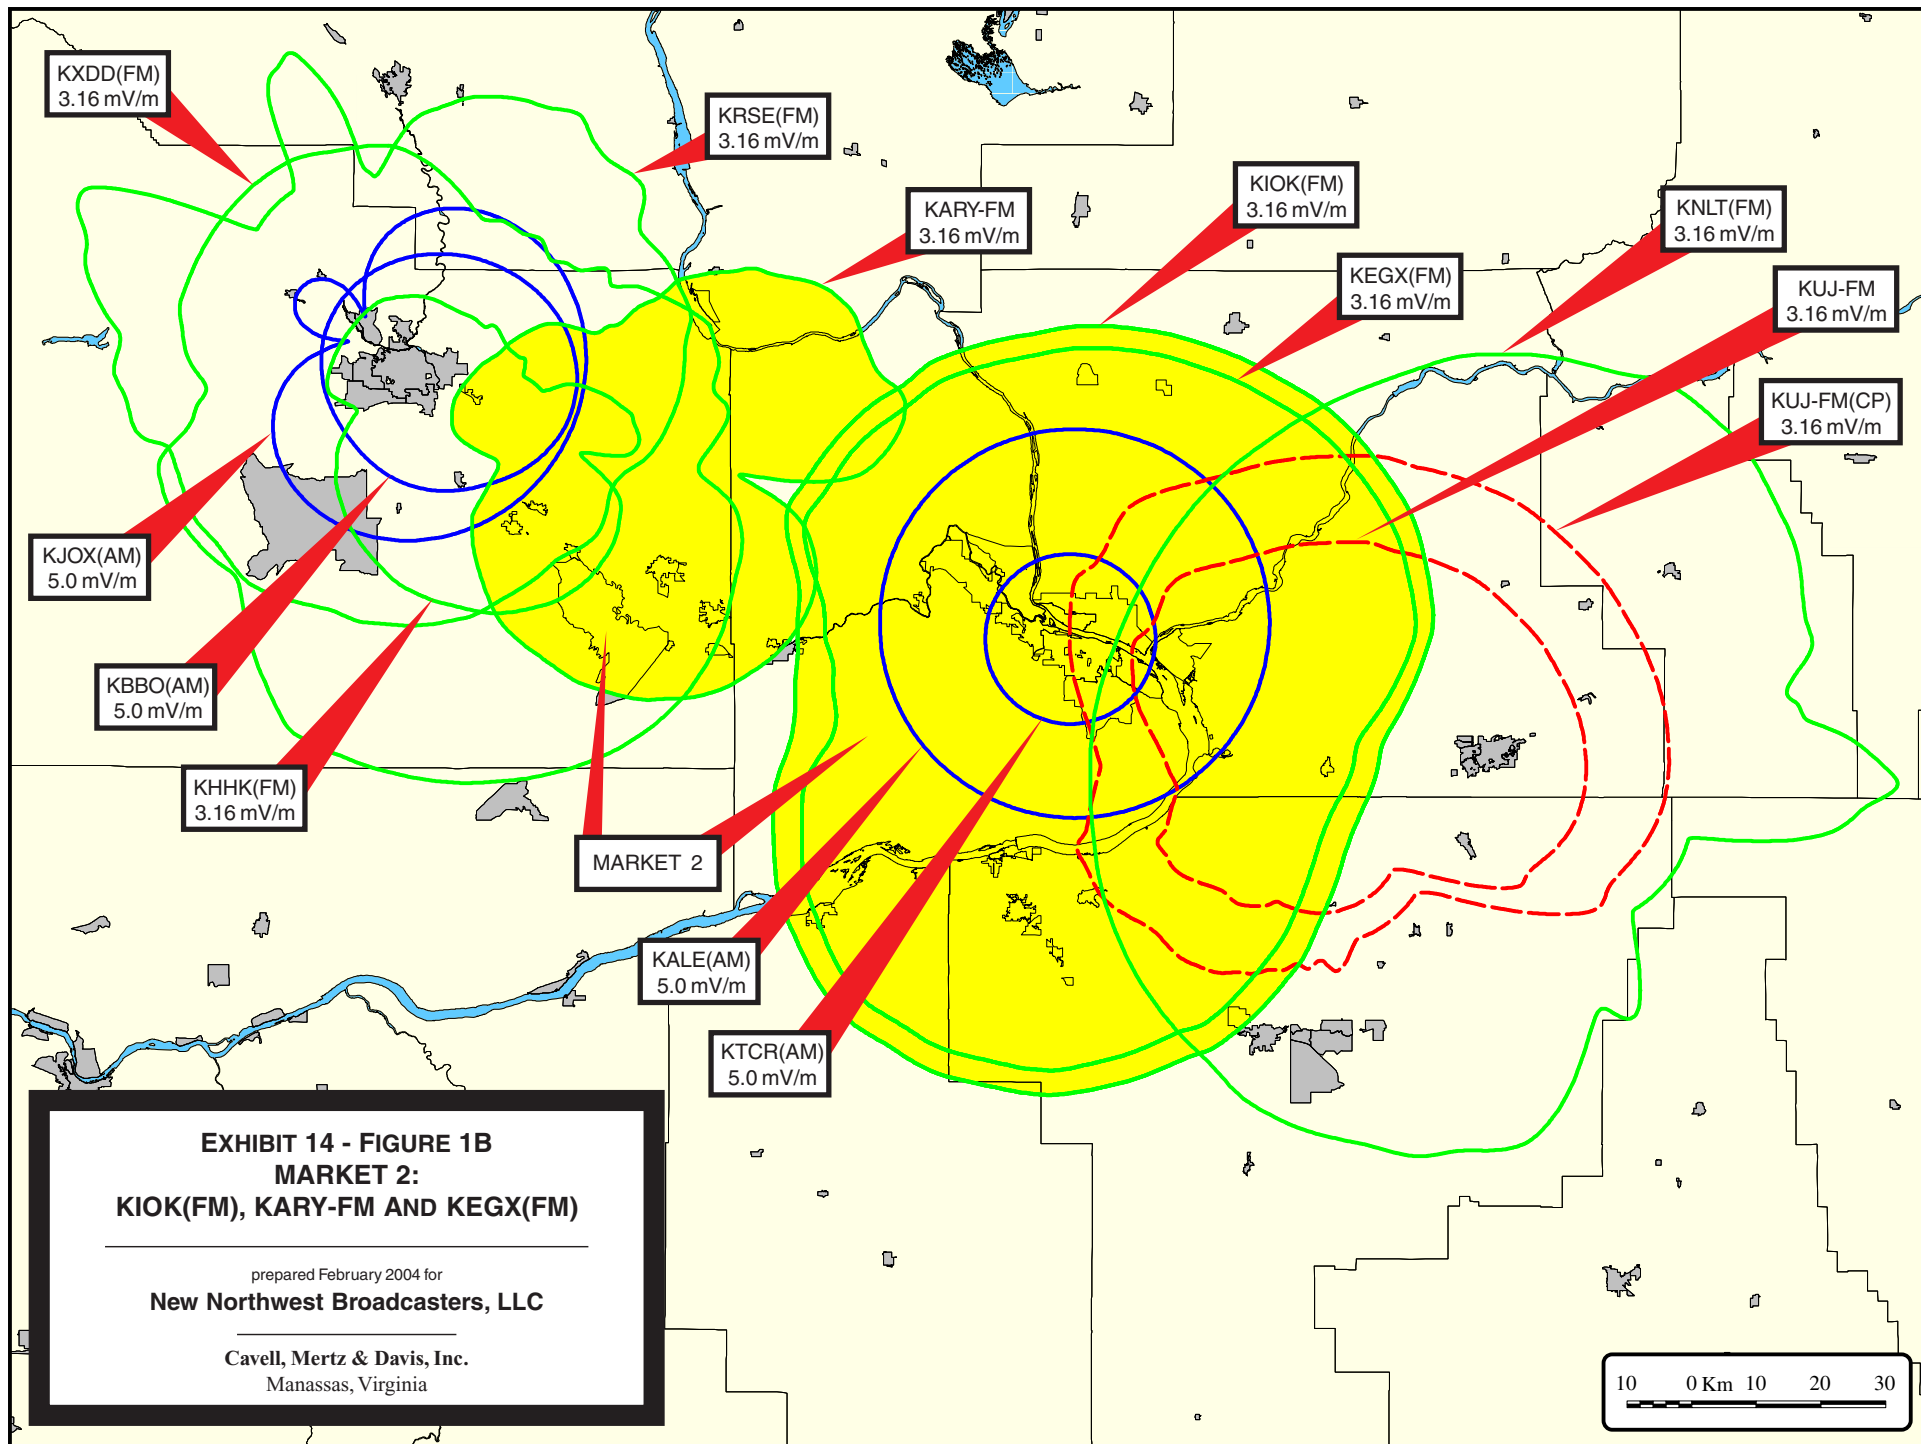 KXDD(FM)
3.16 mV/m
KRSE(FM)
3.16 mV/m
KARY-FM
3.16 mV/m
KIOK(FM)
3.16 mV/m
KNLT(FM)
3.16 mV/m
KEGX(FM)
3.16 mV/m
KUJ-FM
3.16 mV/m
KUJ-FM(CP)
3.16 mV/m
KJOX(AM)
5.0 mV/m
KBBO(AM)
5.0 mV/m
KHHK(FM)
3.16 mV/m
MARKET 2
KALE(AM)
5.0 mV/m
KTCR(AM)
5.0 mV/m
EXHIBIT 14 - FIGURE 1B
MARKET 2:
KIOK(FM), KARY-FM AND KEGX(FM)
prepared February 2004 for
New Northwest Broadcasters, LLC
Cavell, Mertz & Davis, Inc.
Manassas, Virginia
10 0 Km 10 20 30